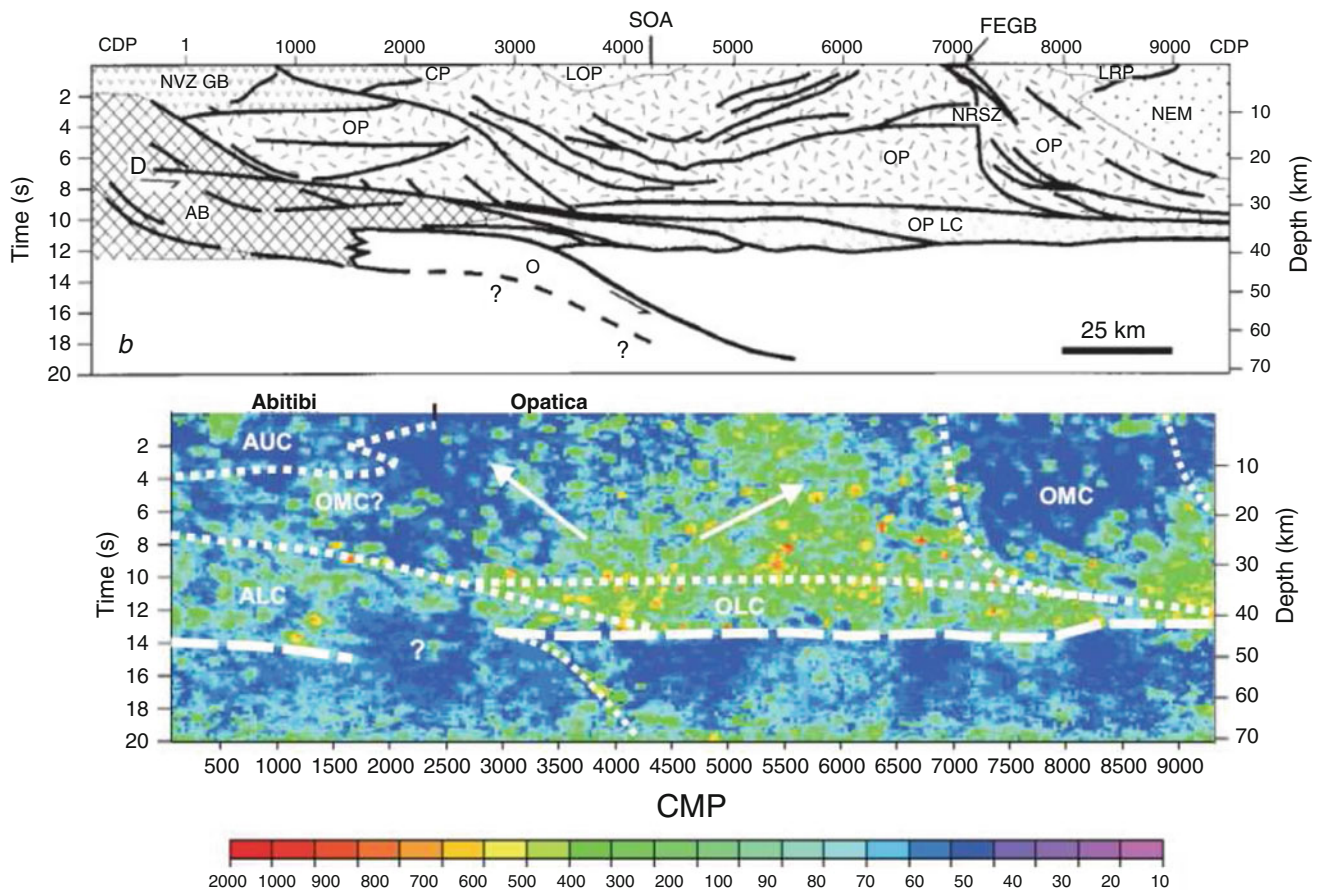 SOA
FEGB
CDP 1 1000 2000 3000 4000 5000 6000 7000 8000 9000 CDP
NVZ GB CP LOP LRP
2
NRSZ NEM 10
4 OP OP
6 OP 20
D
8
AB 30
10 OP LC
12 40
O
14 ? 50
16
25 km
18 ? 60
b
20 70
Time (s)
Depth (km)
Abitibi Opatica
AUC
2
4 10
OMC? OMC
6 20
8
30
10
ALC OLC
12 40
14 ? 50
16
60
18
20 70
Time (s)
Depth (km)
500 1000 1500 2000 2500 3000 3500 4000 4500 5000 5500 6000 6500 7000 7500 8000 8500 9000
CMP
2000 1000 900 800 700 600 500 400 300 200 100 90 80 70 60 50 40 30 20 10